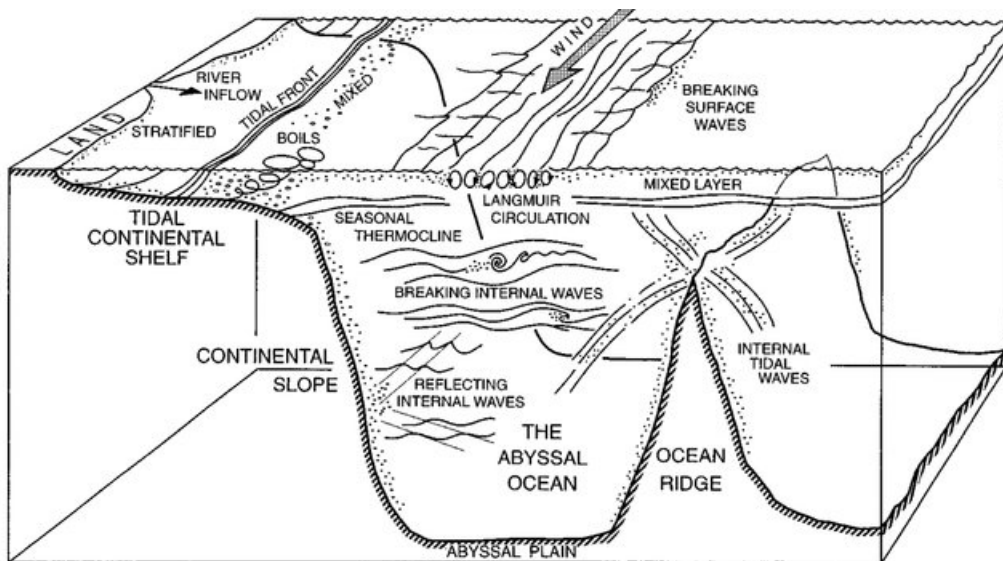 WIND
RIVER
INFLOW
LAND
STRATIFIED
TIDAL FRONT
MIXED
BOILS
BREAKING
SURFACE
WAVES
MIXED LAYER
LANGMUIR
CIRCULATION
TIDAL
CONTINENTAL
SHELF
SEASONAL
THERMOCLINE
BREAKING INTERNAL WAVES
CONTINENTAL
SLOPE
INTERNAL
TIDAL
WAVES
REFLECTING
INTERNAL WAVES
THE
ABYSSAL
OCEAN
OCEAN
RIDGE
ABYSSAL PLAIN